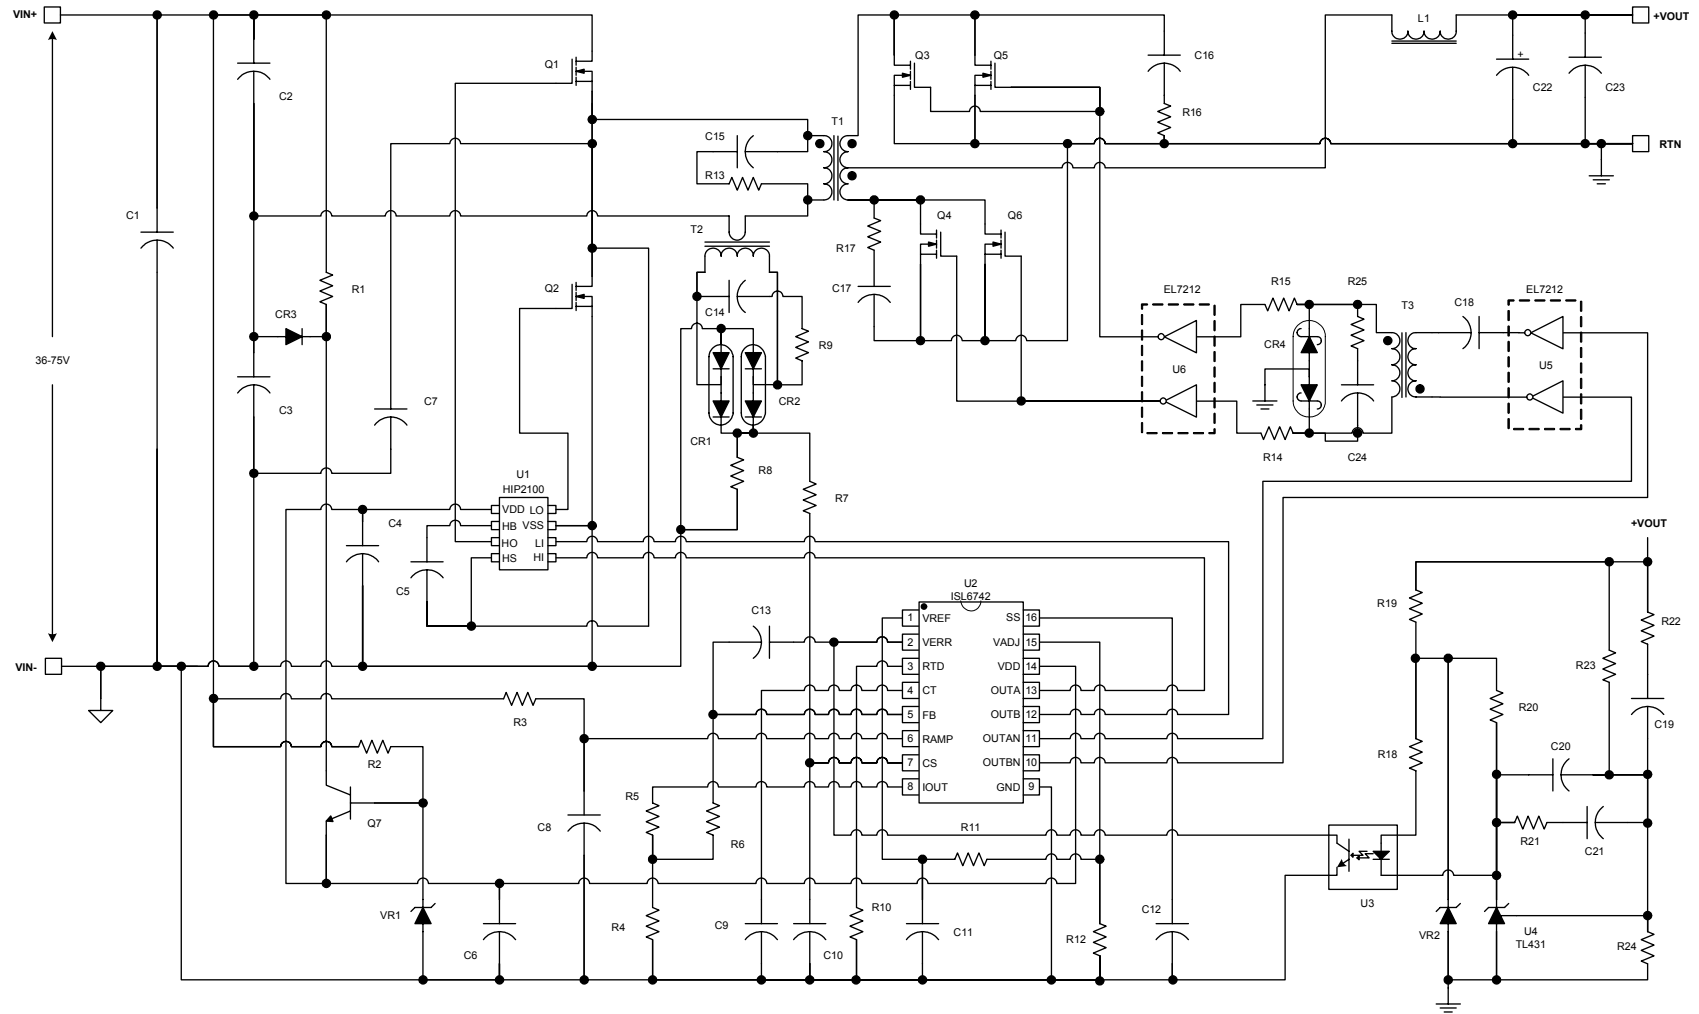 VIN+
+VOUT
L1
Q1
Q3
Q5
C16
C2
C22
+
C23
R16
T1
C15
RTN
R13
C1
Q4
Q6
T2
R17
R1
Q2
C17
EL7212
R15
R25
EL7212
C14
C18
T3
CR3
R9
CR4
36-75V
U6
U5
C3
C7
CR2
CR1
R14
C24
R8
U1
HIP2100
R7
VDD
LO
C4
HB
VSS
+VOUT
HO
LI
HS
HI
C5
U2
ISL6742
R19
C13
1
VREF
SS
16
R22
2
VERR
VADJ
15
VIN-
3
RTD
VDD
14
R23
4
CT
OUTA
13
R20
R3
5
FB
OUTB
12
C19
6
RAMP
OUTAN
11
R2
7
CS
OUTBN
10
R18
C20
8
IOUT
GND
9
R5
Q7
C8
R11
R6
R21
C21
R10
U3
VR1
C12
R4
C9
C11
R12
VR2
U4
TL431
R24
C6
C10